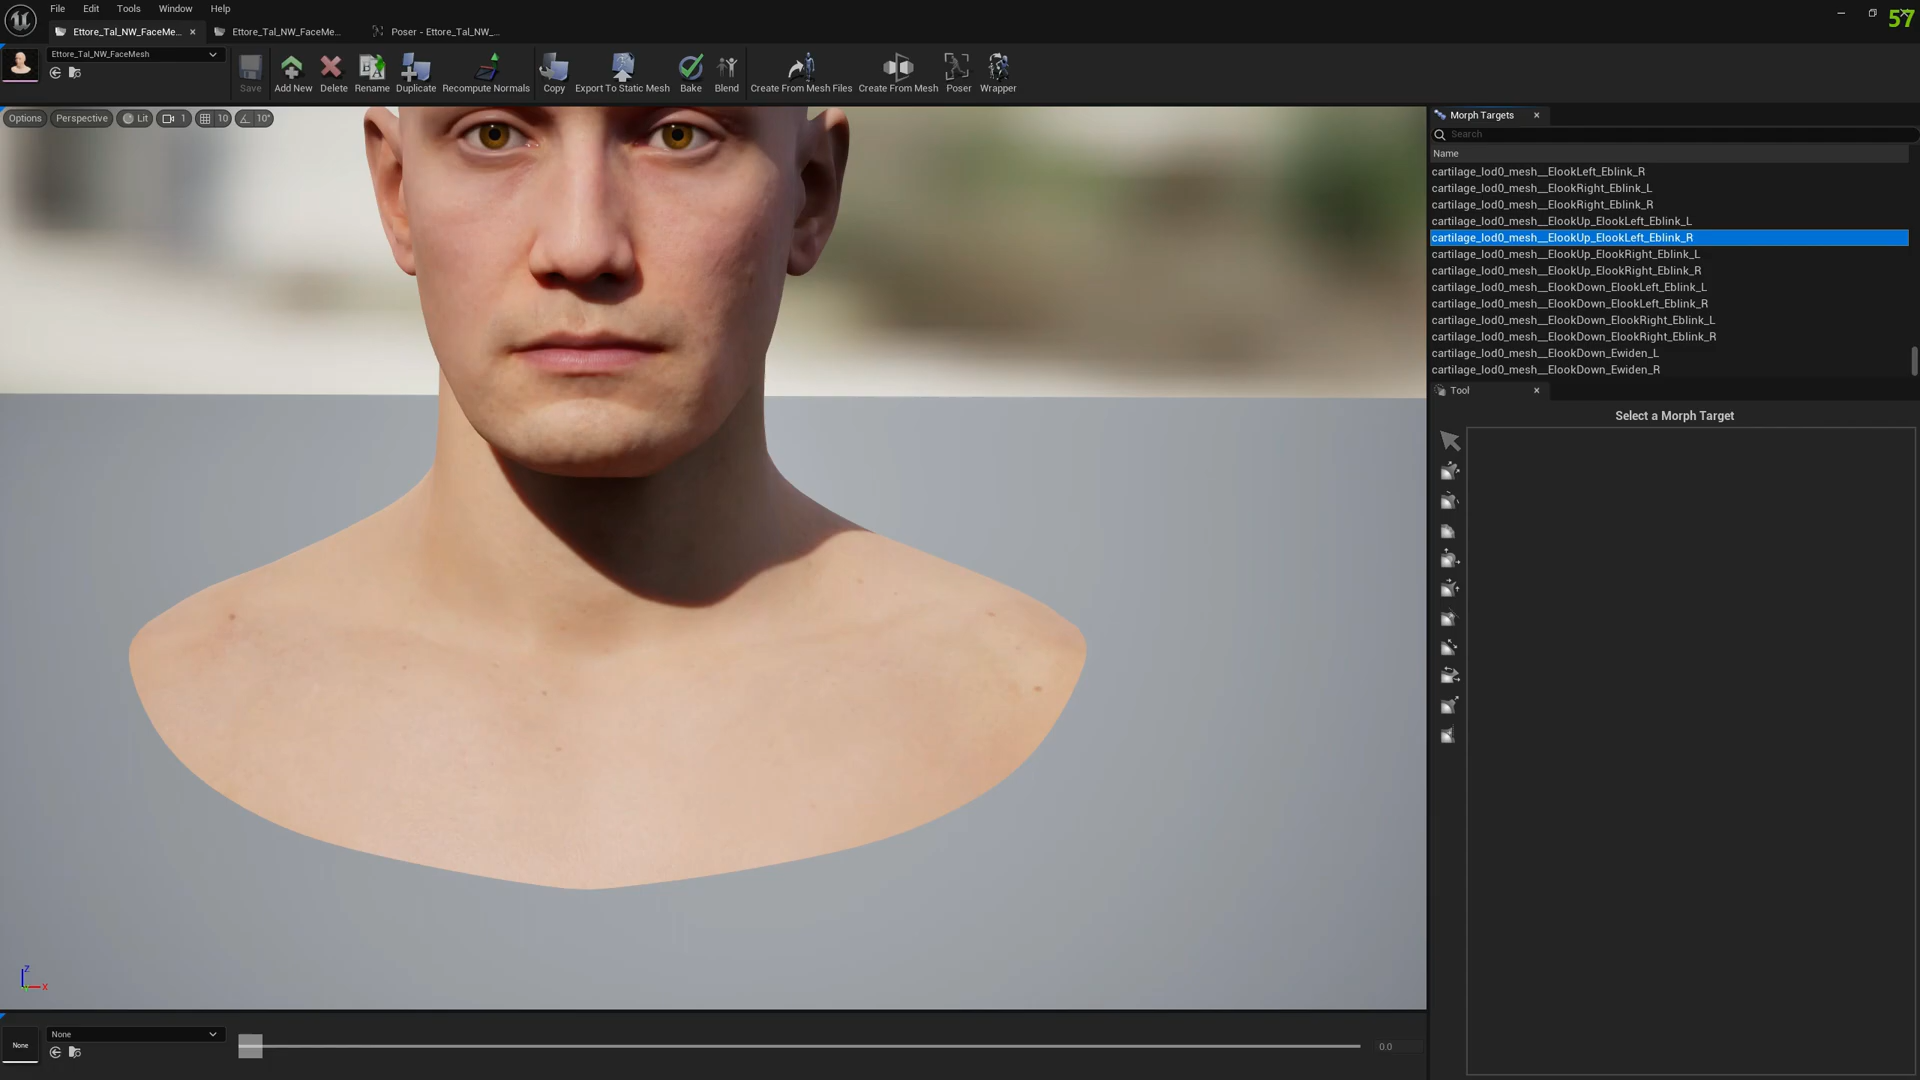 File Edit Tools Window Help
57
Ettore_Tal_NW_FaceMe...
Ettore_Tal_NW_FaceMe...
Poser - Ettore_Tal_NW_...
Ettore_Tal_NW_FaceMesh
Save
Add New
Delete
Rename
Duplicate
Recompute Normals
Copy
Export To Static Mesh
Bake
Blend
Create From Mesh Files
Create From Mesh
Poser
Wrapper
Options
Perspective
Lit
1
10
10°
Morph Targets
Search
Name
cartilage_lod0_mesh__ElookLeft_Eblink_R
cartilage_lod0_mesh__ElookRight_Eblink_L
cartilage_lod0_mesh__ElookRight_Eblink_R
cartilage_lod0_mesh__ElookUp_ElookLeft_Eblink_L
cartilage_lod0_mesh__ElookUp_ElookLeft_Eblink_R
cartilage_lod0_mesh__ElookUp_ElookRight_Eblink_L
cartilage_lod0_mesh__ElookUp_ElookRight_Eblink_R
cartilage_lod0_mesh__ElookDown_ElookLeft_Eblink_L
cartilage_lod0_mesh__ElookDown_ElookLeft_Eblink_R
cartilage_lod0_mesh__ElookDown_ElookRight_Eblink_L
cartilage_lod0_mesh__ElookDown_ElookRight_Eblink_R
cartilage_lod0_mesh__ElookDown_Ewiden_L
cartilage_lod0_mesh__ElookDown_Ewiden_R
Tool
Select a Morph Target
Z
X
None
None
0.0